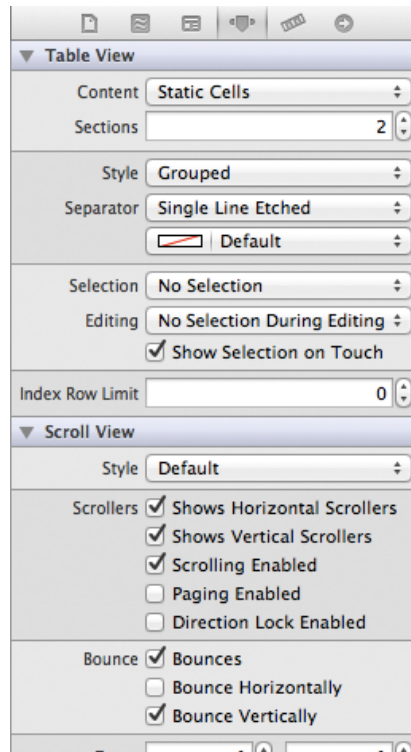 Table View
Content Static Cells
Sections 2
Style Grouped
Separator Single Line Etched
Default
Selection No Selection
Editing No Selection During Editing
Show Selection on Touch
Index Row Limit 0
Scroll View
Style Default
Scrollers Shows Horizontal Scrollers
Shows Vertical Scrollers
Scrolling Enabled
Paging Enabled
Direction Lock Enabled
Bounce Bounces
Bounce Horizontally
Bounce Vertically